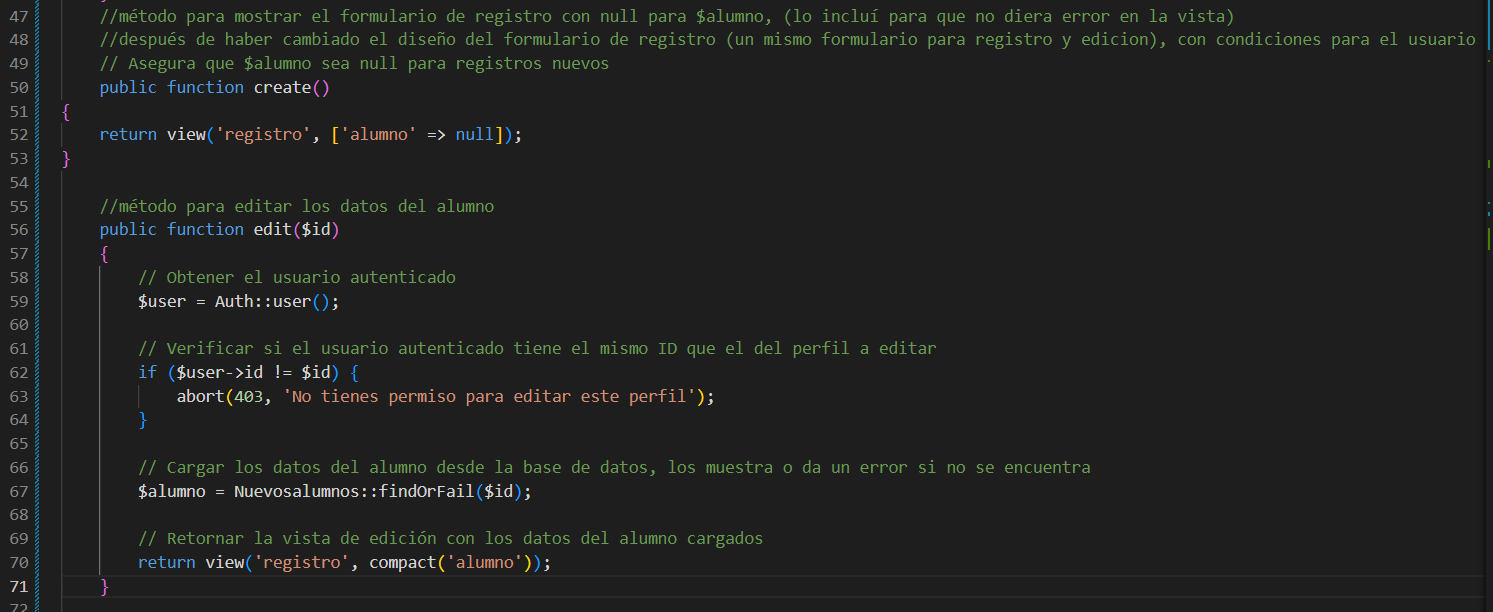 47 //método para mostrar el formulario de registro con null para $alumno, (lo incluí para que no diera error en la vista)
48 //después de haber cambiado el diseño del formulario de registro (un mismo formulario para registro y edicion), con condiciones para el usuario
49 // Asegura que $alumno sea null para registros nuevos
50 public function create()
51 {
52 return view('registro', ['alumno' => null]);
53 }
54
55 //método para editar los datos del alumno
56 public function edit($id)
57 {
58 // Obtener el usuario autenticado
59 $user = Auth::user();
60
61 // Verificar si el usuario autenticado tiene el mismo ID que el del perfil a editar
62 if ($user->id != $id) {
63 abort(403, 'No tienes permiso para editar este perfil');
64 }
65
66 // Cargar los datos del alumno desde la base de datos, los muestra o da un error si no se encuentra
67 $alumno = Nuevosalumnos::findOrFail($id);
68
69 // Retornar la vista de edición con los datos del alumno cargados
70 return view('registro', compact('alumno'));
71 }
72